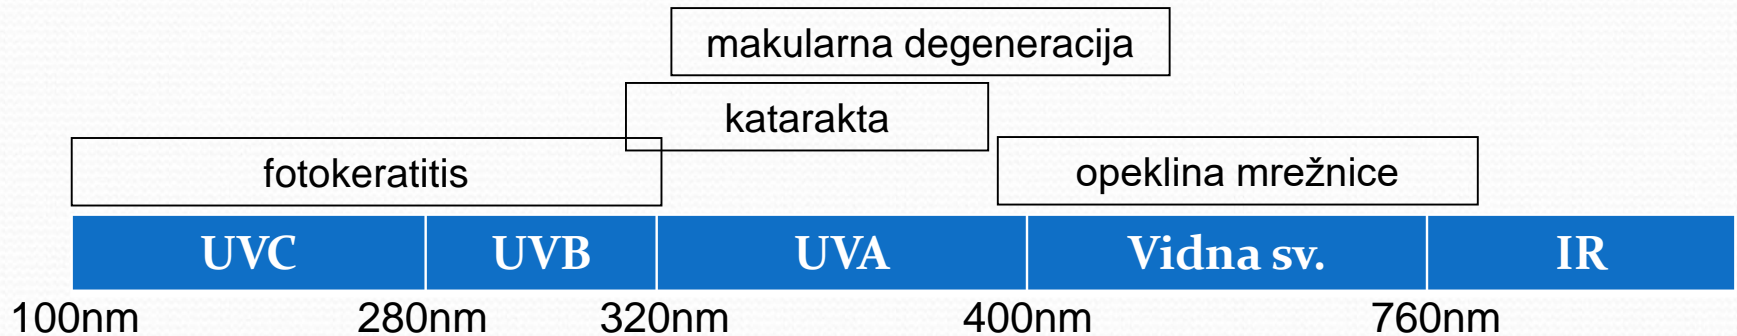 makularna degeneracija
katarakta
fotokeratitis
opeklina mrežnice
UVC UVB UVA Vidna sv. IR
100nm 280nm 320nm 400nm 760nm